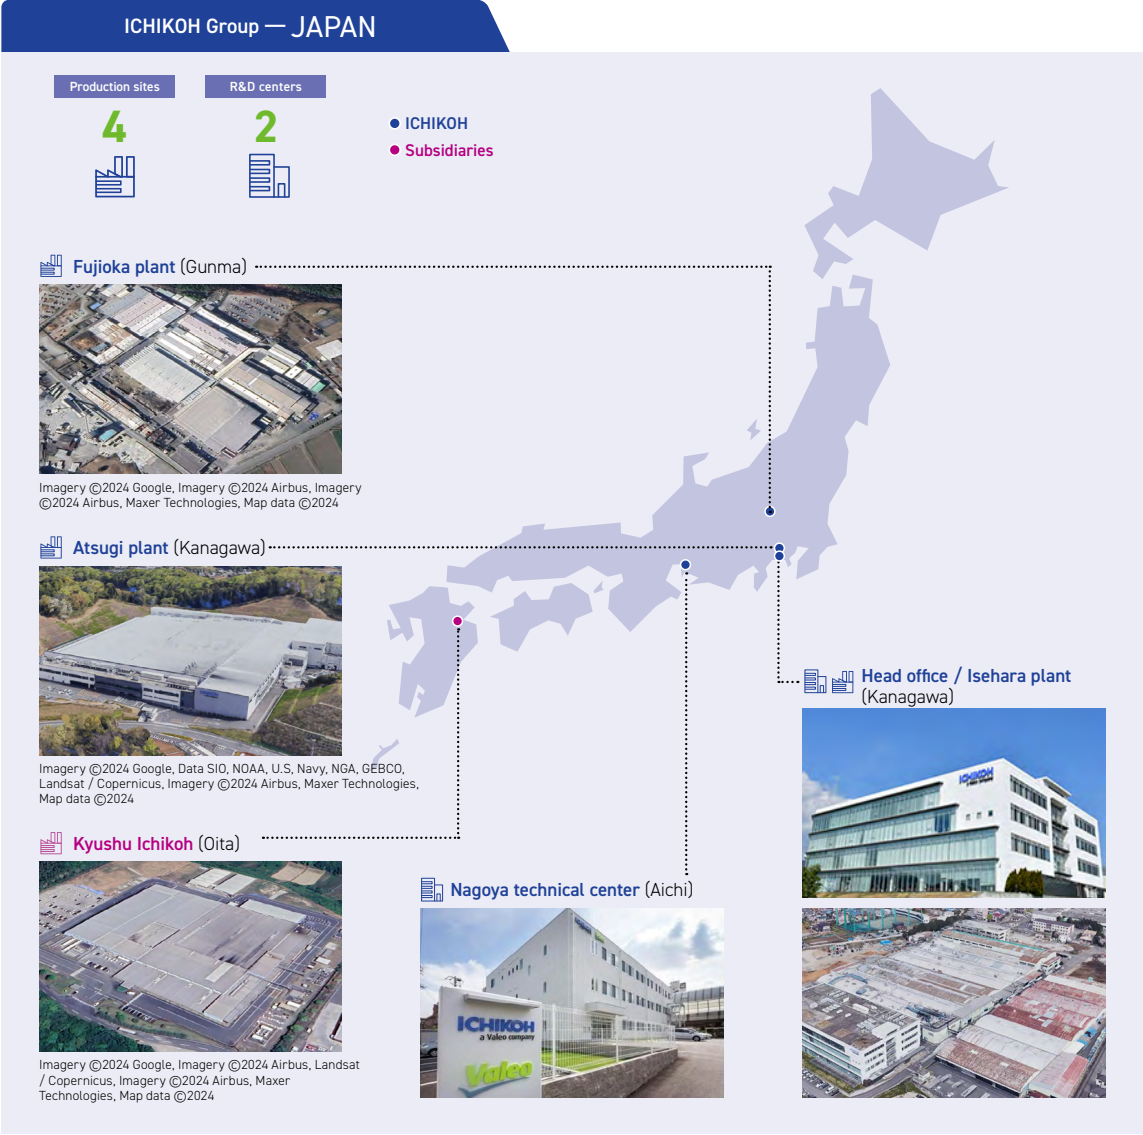 ICHIKOH Group — JAPAN
Production sites
4
R&D centers
2
ICHIKOH
Subsidiaries
Fujioka plant (Gunma)
Imagery ©2024 Google, Imagery ©2024 Airbus, Imagery
©2024 Airbus, Maxer Technologies, Map data ©2024
Atsugi plant (Kanagawa)
Imagery ©2024 Google, Data SIO, NOAA, U.S, Navy, NGA, GEBCO,
Landsat / Copernicus, Imagery ©2024 Airbus, Maxer Technologies,
Map data ©2024
Kyushu Ichikoh (Oita)
Imagery ©2024 Google, Imagery ©2024 Airbus, Landsat
/ Copernicus, Imagery ©2024 Airbus, Maxer
Technologies, Map data ©2024
Nagoya technical center (Aichi)
ICHIKOH
a Valeo company
Valeo
Head office / Isehara plant
(Kanagawa)
ICHIKOH
a Valeo company